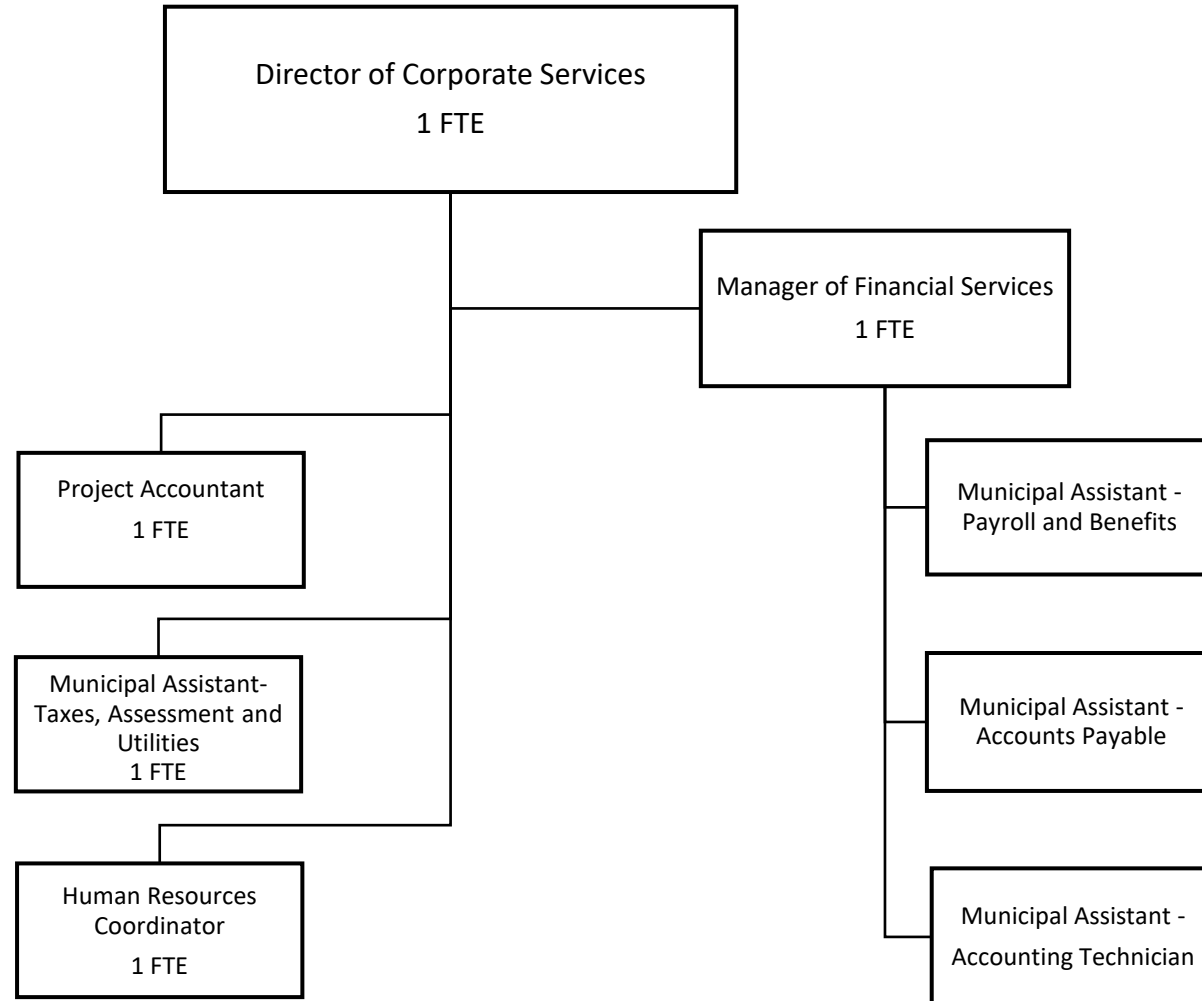 Director of Corporate Services
1 FTE
Manager of Financial Services
1 FTE
Project Accountant
1 FTE
Municipal Assistant -
Payroll and Benefits
Municipal Assistant-
Taxes, Assessment and
Utilities
1 FTE
Municipal Assistant -
Accounts Payable
Human Resources
Coordinator
1 FTE
Municipal Assistant -
Accounting Technician